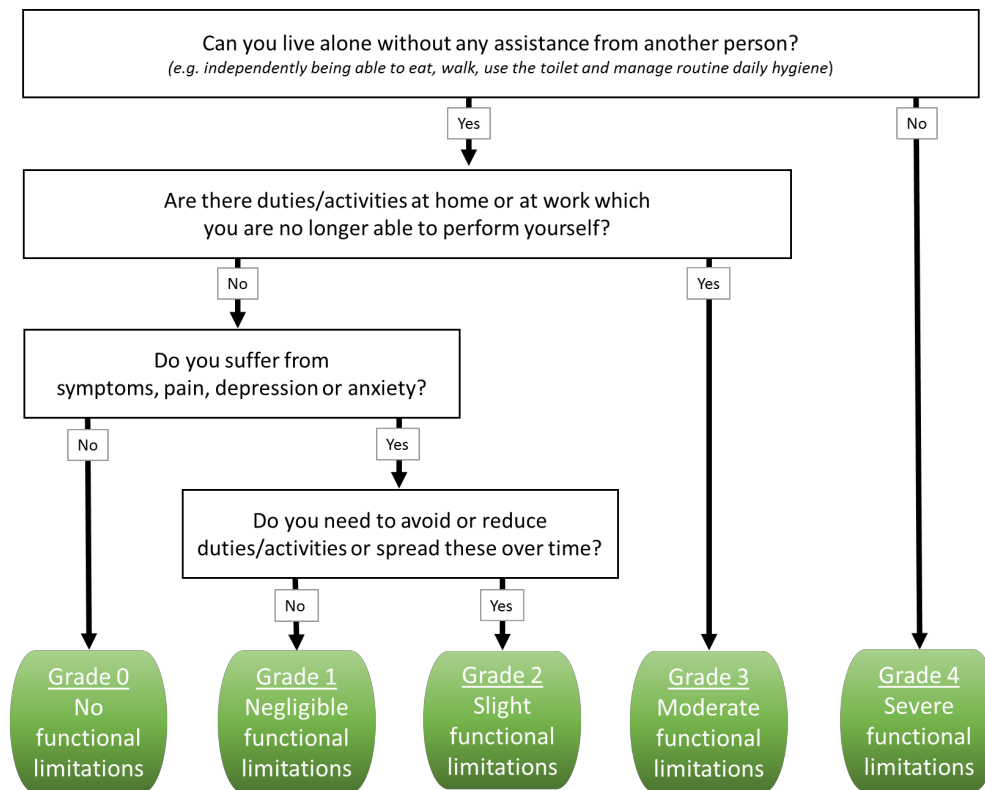 Can you live alone without any assistance from another person?
(e.g. independently being able to eat, walk, use the toilet and manage routine daily hygiene)
Yes
No
Are there duties/activities at home or at work which
you are no longer able to perform yourself?
No
Yes
Do you suffer from
symptoms, pain, depression or anxiety?
No
Yes
Do you need to avoid or reduce
duties/activities or spread these over time?
No
Yes
Grade 0
No
functional
limitations
Grade 1
Negligible
functional
limitations
Grade 2
Slight
functional
limitations
Grade 3
Moderate
functional
limitations
Grade 4
Severe
functional
limitations